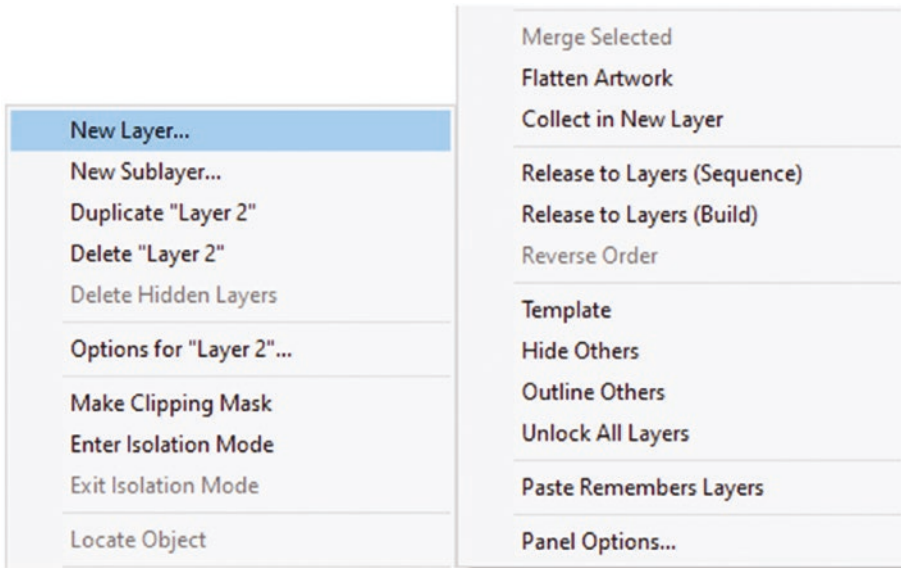 New Layer...
New Sublayer...
Duplicate "Layer 2"
Delete "Layer 2"
Delete Hidden Layers
Options for "Layer 2"...
Make Clipping Mask
Enter Isolation Mode
Exit Isolation Mode
Locate Object
Merge Selected
Flatten Artwork
Collect in New Layer
Release to Layers (Sequence)
Release to Layers (Build)
Reverse Order
Template
Hide Others
Outline Others
Unlock All Layers
Paste Remembers Layers
Panel Options...